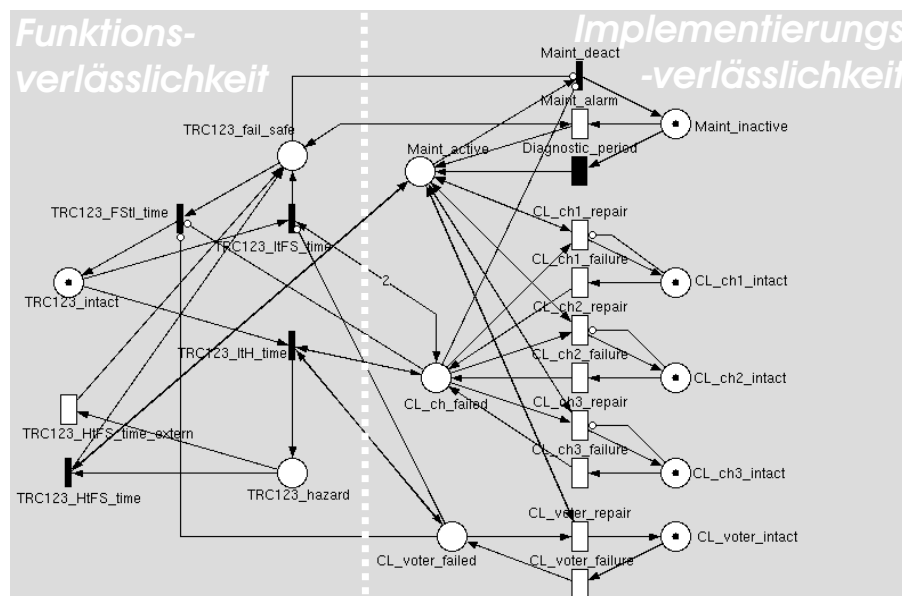 Funktions-
verlässlichkeit
Implementierungs
-verlässlichkeit
Maint_deact
Maint_alarm
Maint_inactive
TRC123_fail_safe
Maint_active
Diagnostic_period
TRC123_FStI_time
CL_ch1_repair
TRC123_ItFS_time
CL_ch1_failure
2
CL_ch1_intact
TRC123_intact
CL_ch2_repair
TRC123_ItH_time
CL_ch2_failure
CL_ch2_intact
CL_ch_failed
CL_ch3_repair
TRC123_HtFS_time_extern
CL_ch3_failure
CL_ch3_intact
TRC123_HtFS_time
TRC123_hazard
CL_voter_repair
CL_voter_intact
CL_voter_failed
CL_voter_failure